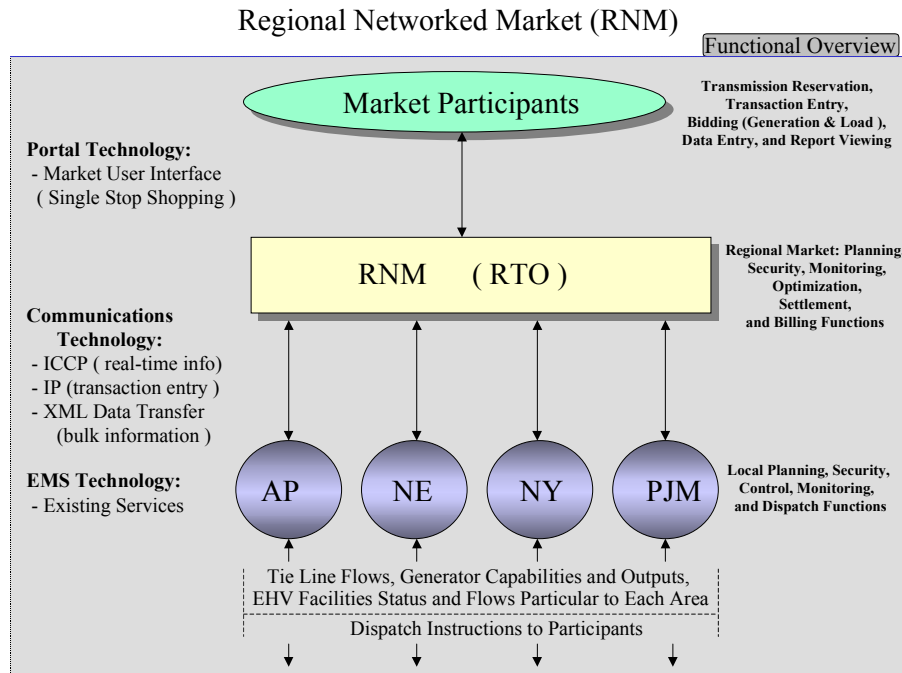 Regional Networked Market (RNM)
Functional Overview
Market Participants
Transmission Reservation,
Transaction Entry,
Bidding (Generation & Load ),
Data Entry, and Report Viewing
Portal Technology:
- Market User Interface
( Single Stop Shopping )
RNM ( RTO )
Regional Market: Planning
Security, Monitoring,
Optimization,
Settlement,
and Billing Functions
Communications
Technology:
- ICCP ( real-time info)
- IP (transaction entry )
- XML Data Transfer
(bulk information )
EMS Technology:
- Existing Services
AP
NE
NY
PJM
Local Planning, Security,
Control, Monitoring,
and Dispatch Functions
Tie Line Flows, Generator Capabilities and Outputs,
EHV Facilities Status and Flows Particular to Each Area
Dispatch Instructions to Participants